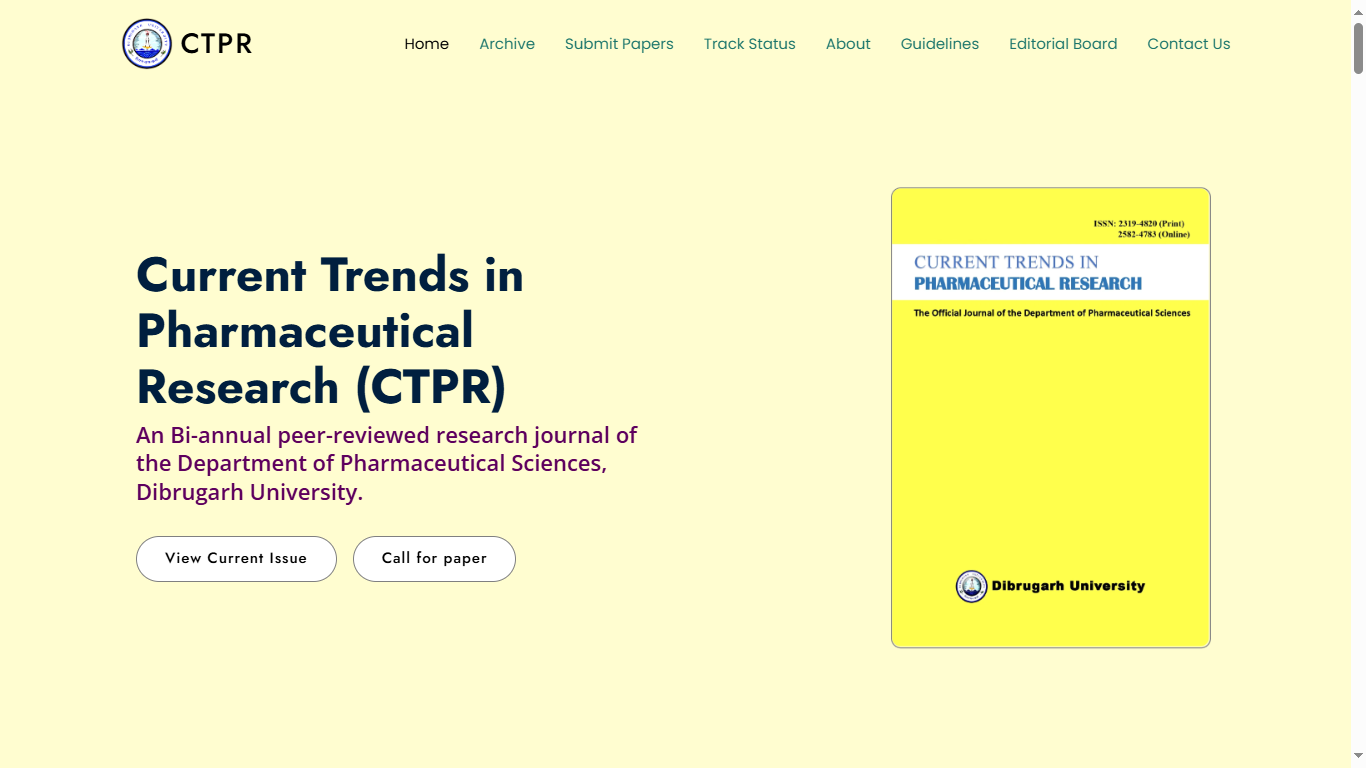 CTPR
Home Archive Submit Papers Track Status About Guidelines Editorial Board Contact Us
Current Trends in
Pharmaceutical
Research (CTPR)
An Bi-annual peer-reviewed research journal of
the Department of Pharmaceutical Sciences,
Dibrugarh University.
View Current Issue Call for paper
ISSN: 2319-4820 (Print)
2582-4783 (Online)
CURRENT TRENDS IN
PHARMACEUTICAL RESEARCH
The Official Journal of the Department of Pharmaceutical Sciences
Dibrugarh University